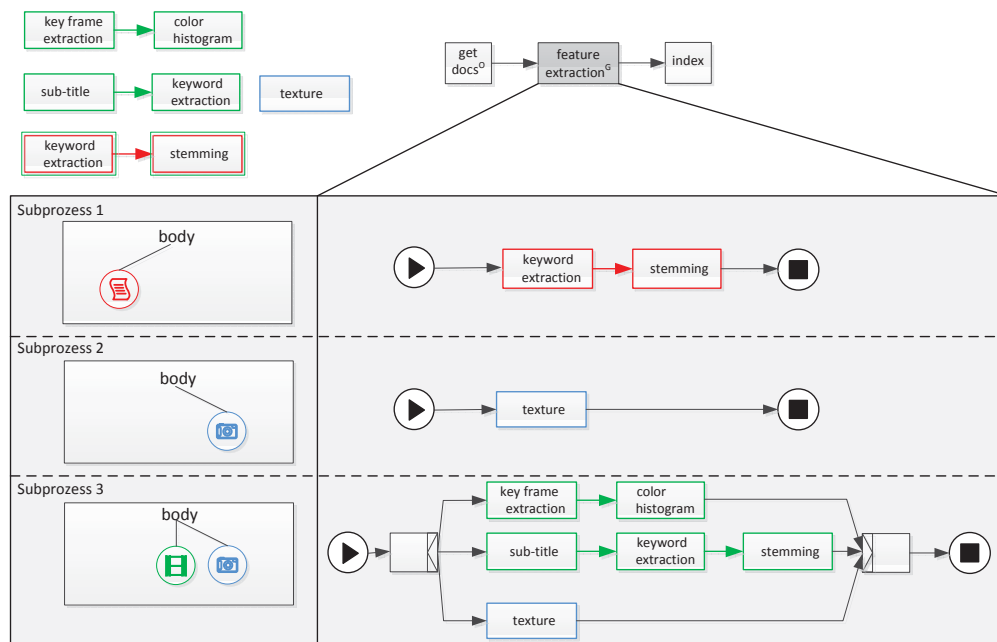 key frame
extraction
color
histogram
get
docsᴼ
feature
extractionᴳ
index
sub-title
keyword
extraction
texture
keyword
extraction
stemming
Subprozess 1
body
keyword
extraction
stemming
Subprozess 2
body
texture
Subprozess 3
body
key frame
extraction
color
histogram
sub-title
keyword
extraction
stemming
texture